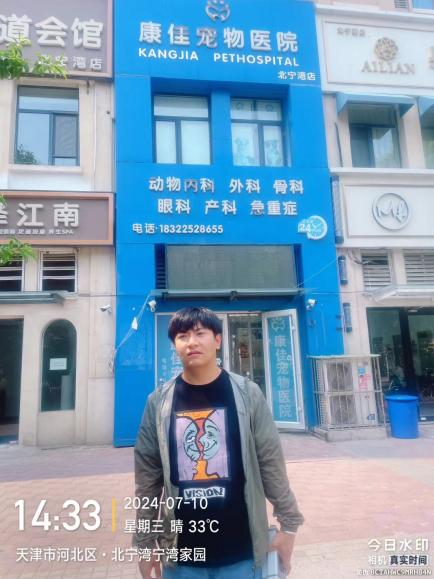 道会馆
宁湾店
康佳宠物医院
KANGJIA PETHOSPITAL
北宁湾店
AILIAN
动物内科 外科 骨科
眼科 产科 急重症
电话·18322528655
24
江南
康佳宠物医院
VISION
14:33
2024-07-10
星期三 晴 33℃
天津市河北区·北宁湾宁湾家园
今日水印
相机 真实时间